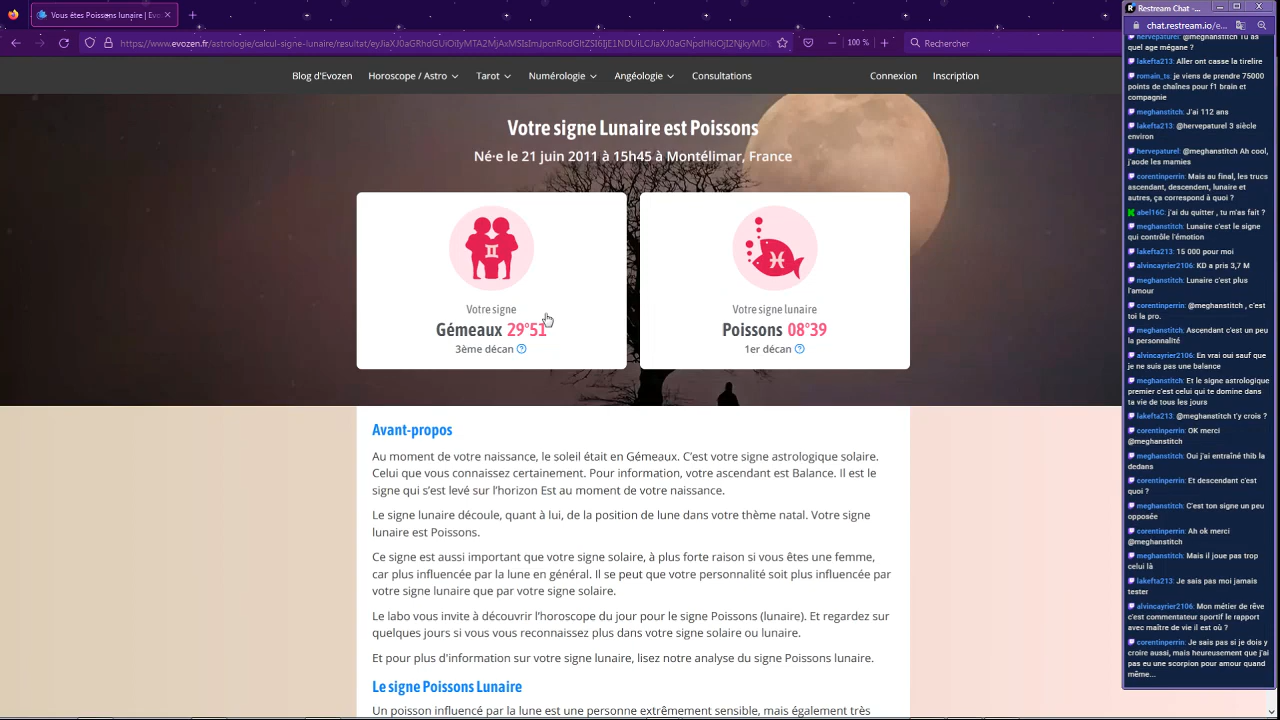 Vous êtes Poissons lunaire |
https://www.evozen.fr/astrologie/calcul-signe-lunaire/resultat/
100 %
Rechercher
Blog d'Evozen
Horoscope / Astro
Tarot
Numerologie
Angéologie
Consultations
Connexion
Inscription
Votre signe Lunaire est Poissons
Né·e le 21 juin 2011 à 15h45 à Montélimar, France
Votre signe
Gémeaux 29°51
3ème décan
Votre signe lunaire
Poissons 08°39
1er décan
Avant-propos
Au moment de votre naissance, le soleil était en Gémeaux. C'est votre signe astrologique solaire.
Celui que vous connaissez certainement. Pour information, votre ascendant est Balance. Il est le
signe qui s'est levé sur l'horizon Est au moment de votre naissance.
Le signe lunaire découle, quant à lui, de la position de lune dans votre thème natal. Votre signe
lunaire est Poissons.
Ce signe est aussi important que votre signe solaire, à plus forte raison si vous êtes une femme,
car plus influencée par la lune en général. Il se peut que votre personnalité soit plus influencée par
votre signe lunaire que par votre signe solaire.
Le labo vous invitea découvrir l'horoscope du jour pour le signe Poissons (lunaire). Et regardez sur
quelques jours si vous vous reconnaissez plus dans votre signe solaire ou lunaire.
Et pour plus d'information sur votre signe lunaire, lisez notre analyse du signe Poissons lunaire.
Le signe Poissons Lunaire
Un poisson influencé par la lune est une personne extrêmement sensible, mais également très
Restream Chat -...
chat.restream.io/e...
hervepaturel: @meghanstitch Tu as
quel age mégane ?
lakefta213: Aller ont casse la tirelire
romain_ts: je viens de prendre 75000
points de chaînes pour f1 brain et
compagnie
meghanstitch: J'ai 112 ans
lakefta213: @hervepaturel 3 siècle
environ
hervepaturel: @meghanstitch Ah cool,
j'aode les mamies
corentinperrin: Mais au final, les trucs
ascendant, descendent, lunaire et
autres, ça correspond à quoi ?
abel16C: j'ai du quitter , tu m'as fait ?
meghanstitch: Lunaire c'est le signe
qui contrôle l'émotion
lakefta213: 15 000 pour moi
alvincayrier2106: KD a pris 3,7 M
meghanstitch: Lunaire c'est plus
l'amour
corentinperrin: @meghanstitch , c'est
toi la pro.
meghanstitch: Ascendant c'est un peu
la personnalité
alvincayrier2106: En vrai oui sauf que
je ne suis pas une balance
meghanstitch: Et le signe astrologique
premier c'est celui qui te domine dans
ta vie de tous les jours
lakefta213: @meghanstitch t'y crois ?
corentinperrin: OK merci
@meghanstitch
meghanstitch: Oui j'ai entraîné thib la
dedans
corentinperrin: Et descendant c'est
quoi ?
meghanstitch: C'est ton signe un peu
opposée
corentinperrin: Ah ok merci
@meghanstitch
meghanstitch: Mais il joue pas trop
celui là
lakefta213: Je sais pas moi jamais
tester
alvincayrier2106: Mon métier de rêve
c'est commentateur sportif le rapport
avec maître de vie il est où ?
corentinperrin: Je sais pas si je dois y
croire aussi, mais heureusement que j'ai
pas eu une scorpion pour amour quand
même...